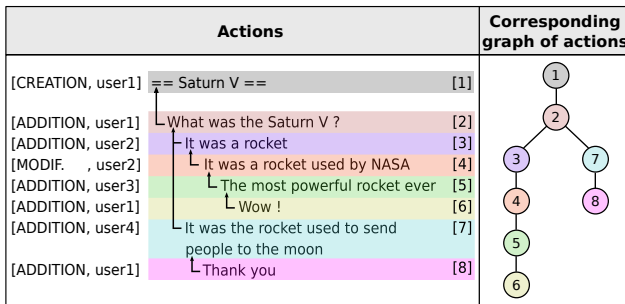 Actions
Corresponding
graph of actions
[CREATION, user1] == Saturn V == [1]
[ADDITION, user1] What was the Saturn V ? [2]
[ADDITION, user2] It was a rocket [3]
[MODIF. , user2] It was a rocket used by NASA [4]
[ADDITION, user3] The most powerful rocket ever [5]
[ADDITION, user1] Wow ! [6]
[ADDITION, user4] It was the rocket used to send [7]
people to the moon
[ADDITION, user1] Thank you [8]
1
2
3 7
4 8
5
6